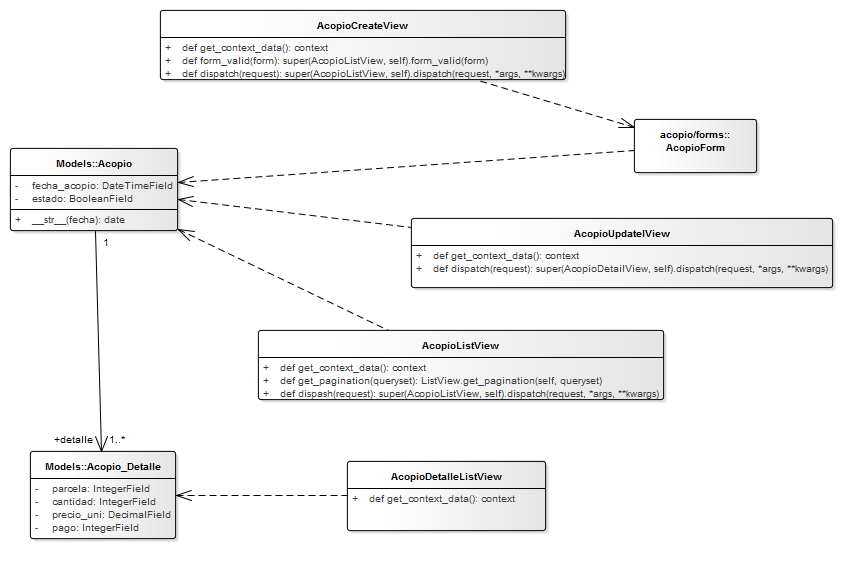 AcopioCreateView
+ def get_context_data(): context
+ def form_valid(form): super(AcopioListView, self).form_valid(form)
+ def dispatch(request): super(AcopioListView, self).dispatch(request, *args, **kwargs)
acopio/forms::
AcopioForm
Models::Acopio
- fecha_acopio: DateTimeField
- estado: BooleanField
+ __str__(fecha): date
1
AcopioUpdatelView
+ def get_context_data(): context
+ def dispatch(request): super(AcopioDetailView, self).dispatch(request, *args, **kwargs)
AcopioListView
+ def get_context_data(): context
+ def get_pagination(queryset): ListView.get_pagination(self, queryset)
+ def dispash(request): super(AcopioListView, self).dispatch(request, *args, **kwargs)
+detalle 1..*
Models::Acopio_Detalle
- parcela: IntegerField
- cantidad: IntegerField
- precio_uni: DecimalField
- pago: IntegerField
AcopioDetalleListView
+ def get_context_data(): context